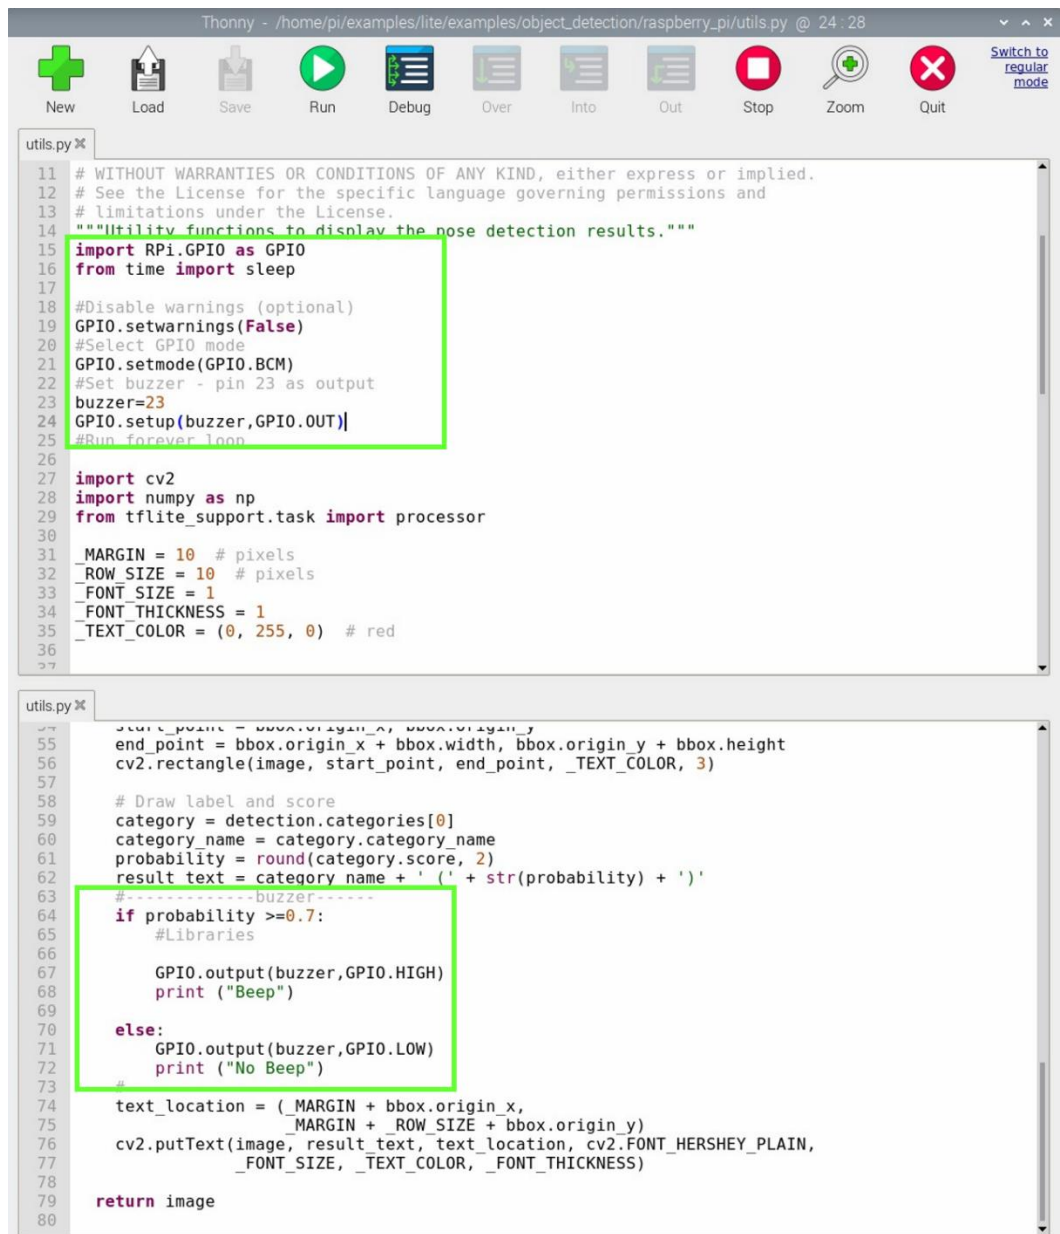 Thonny - /home/pi/examples/lite/examples/object_detection/raspberry_pi/utils.py @ 24 : 28
New Load Save Run Debug Over Into Out Stop Zoom Quit
Switch to
regular
mode
utils.py
11 # WITHOUT WARRANTIES OR CONDITIONS OF ANY KIND, either express or implied.
12 # See the License for the specific language governing permissions and
13 # limitations under the License.
14 """Utility functions to display the pose detection results."""
15 import RPi.GPIO as GPIO
16 from time import sleep
17
18 #Disable warnings (optional)
19 GPIO.setwarnings(False)
20 #Select GPIO mode
21 GPIO.setmode(GPIO.BCM)
22 #Set buzzer - pin 23 as output
23 buzzer=23
24 GPIO.setup(buzzer,GPIO.OUT)
25 #Run forever loop
26
27 import cv2
28 import numpy as np
29 from tflite_support.task import processor
30
31 _MARGIN = 10  # pixels
32 _ROW_SIZE = 10  # pixels
33 _FONT_SIZE = 1
34 _FONT_THICKNESS = 1
35 _TEXT_COLOR = (0, 255, 0)  # red
36
37
utils.py
54     start_point = bbox.origin_x, bbox.origin_y
55     end_point = bbox.origin_x + bbox.width, bbox.origin_y + bbox.height
56     cv2.rectangle(image, start_point, end_point, _TEXT_COLOR, 3)
57
58     # Draw label and score
59     category = detection.categories[0]
60     category_name = category.category_name
61     probability = round(category.score, 2)
62     result_text = category_name + ' (' + str(probability) + ')'
63     #-------------buzzer------
64     if probability >=0.7:
65         #Libraries
66
67         GPIO.output(buzzer,GPIO.HIGH)
68         print ("Beep")
69
70     else:
71         GPIO.output(buzzer,GPIO.LOW)
72         print ("No Beep")
73     #
74     text_location = (_MARGIN + bbox.origin_x,
75                      _MARGIN + _ROW_SIZE + bbox.origin_y)
76     cv2.putText(image, result_text, text_location, cv2.FONT_HERSHEY_PLAIN,
77                 _FONT_SIZE, _TEXT_COLOR, _FONT_THICKNESS)
78
79   return image
80